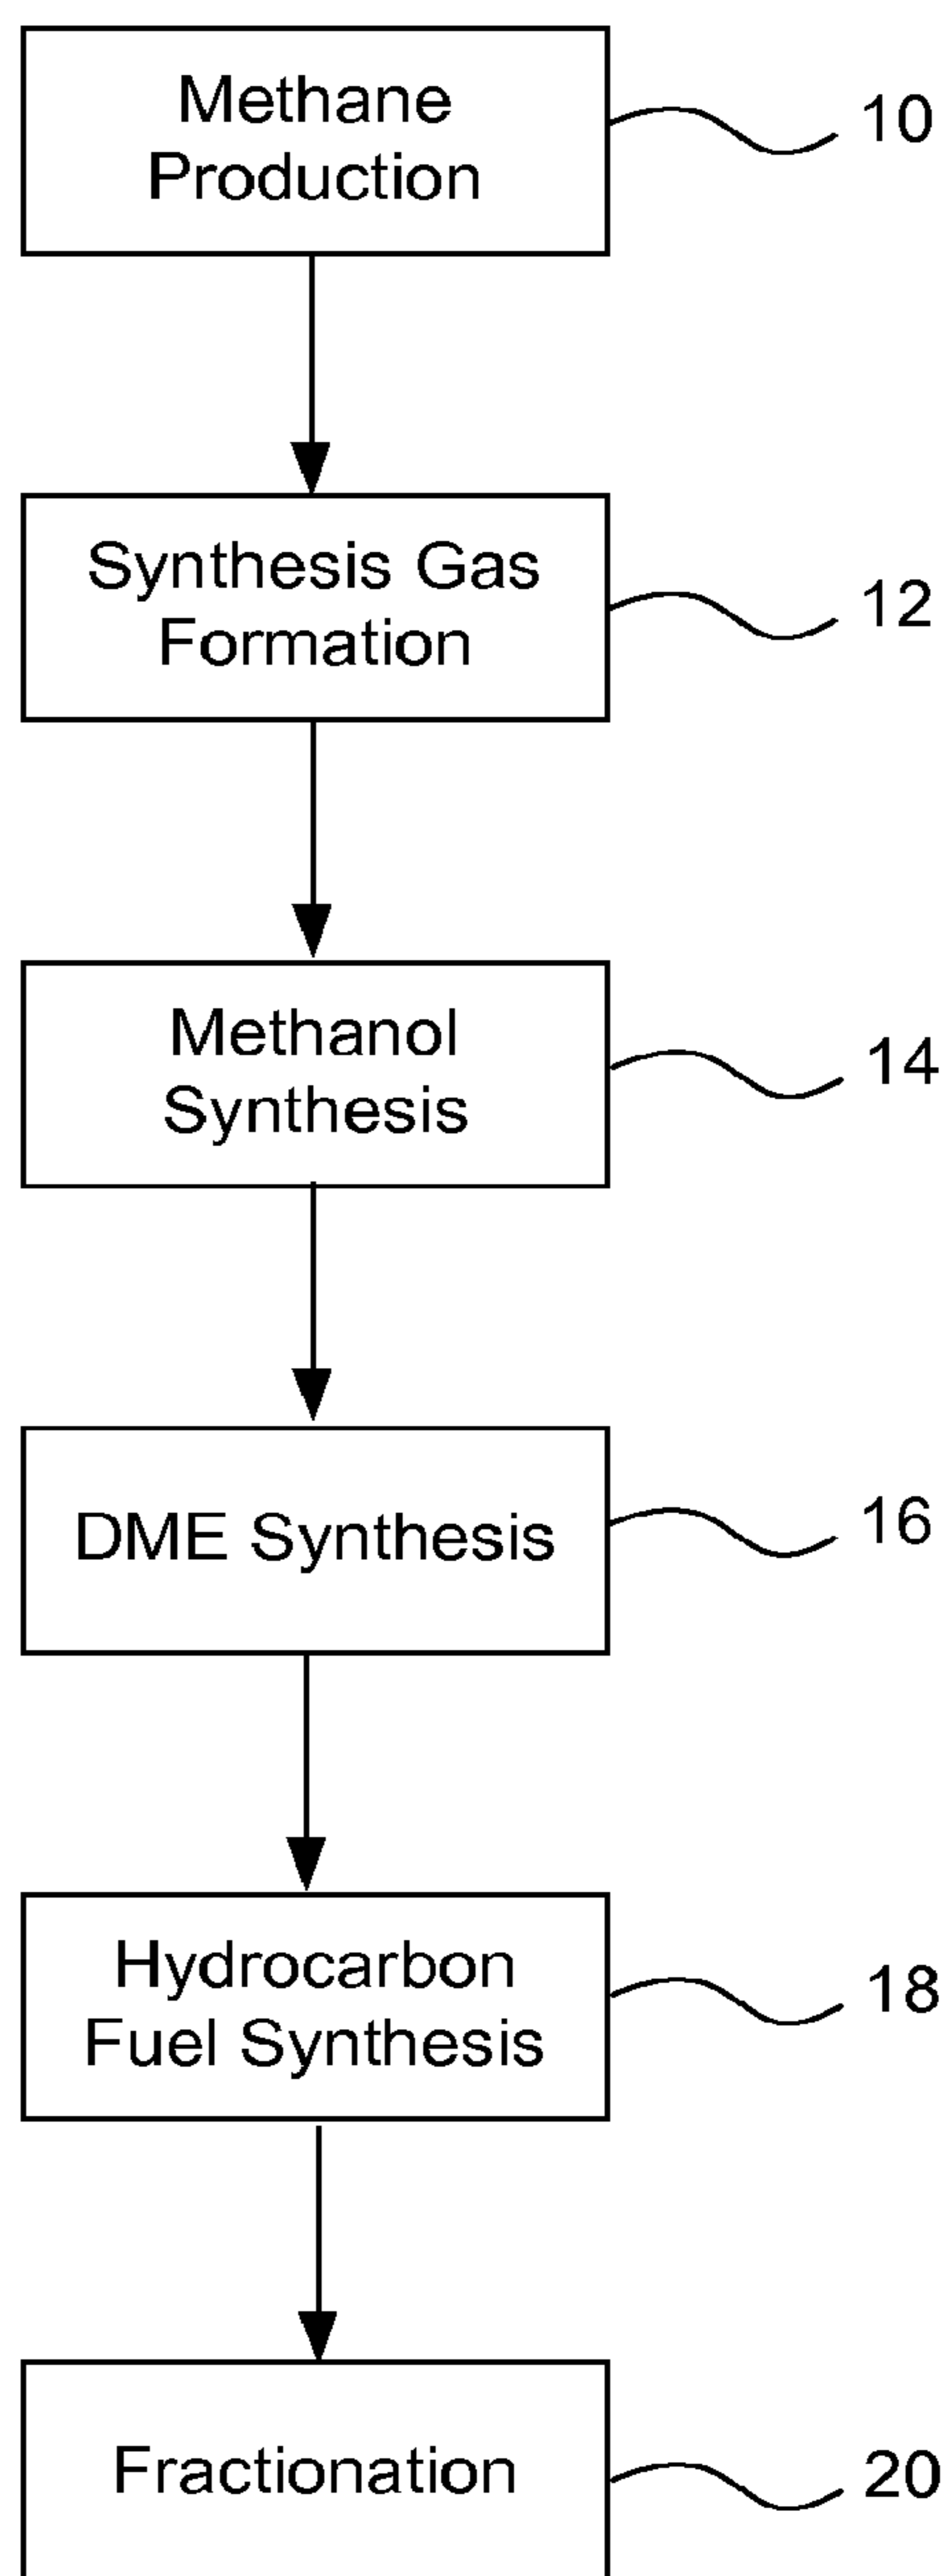 Methane
Production
10
Synthesis Gas
Formation
12
Methanol
Synthesis
14
DME Synthesis
16
Hydrocarbon
Fuel Synthesis
18
Fractionation
20